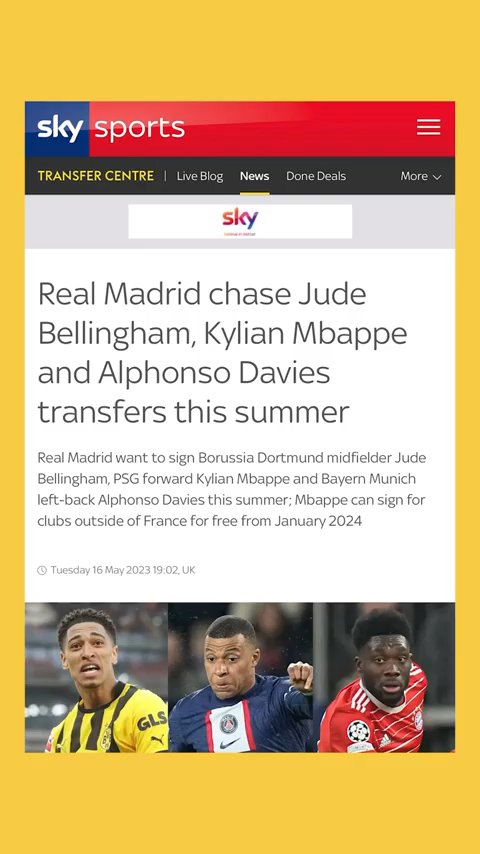 sky sports
TRANSFER CENTRE | Live Blog News Done Deals More
sky
Real Madrid chase Jude
Bellingham, Kylian Mbappe
and Alphonso Davies
transfers this summer
Real Madrid want to sign Borussia Dortmund midfielder Jude
Bellingham, PSG forward Kylian Mbappe and Bayern Munich
left-back Alphonso Davies this summer; Mbappe can sign for
clubs outside of France for free from January 2024
Tuesday 16 May 2023 19:02, UK
GLS